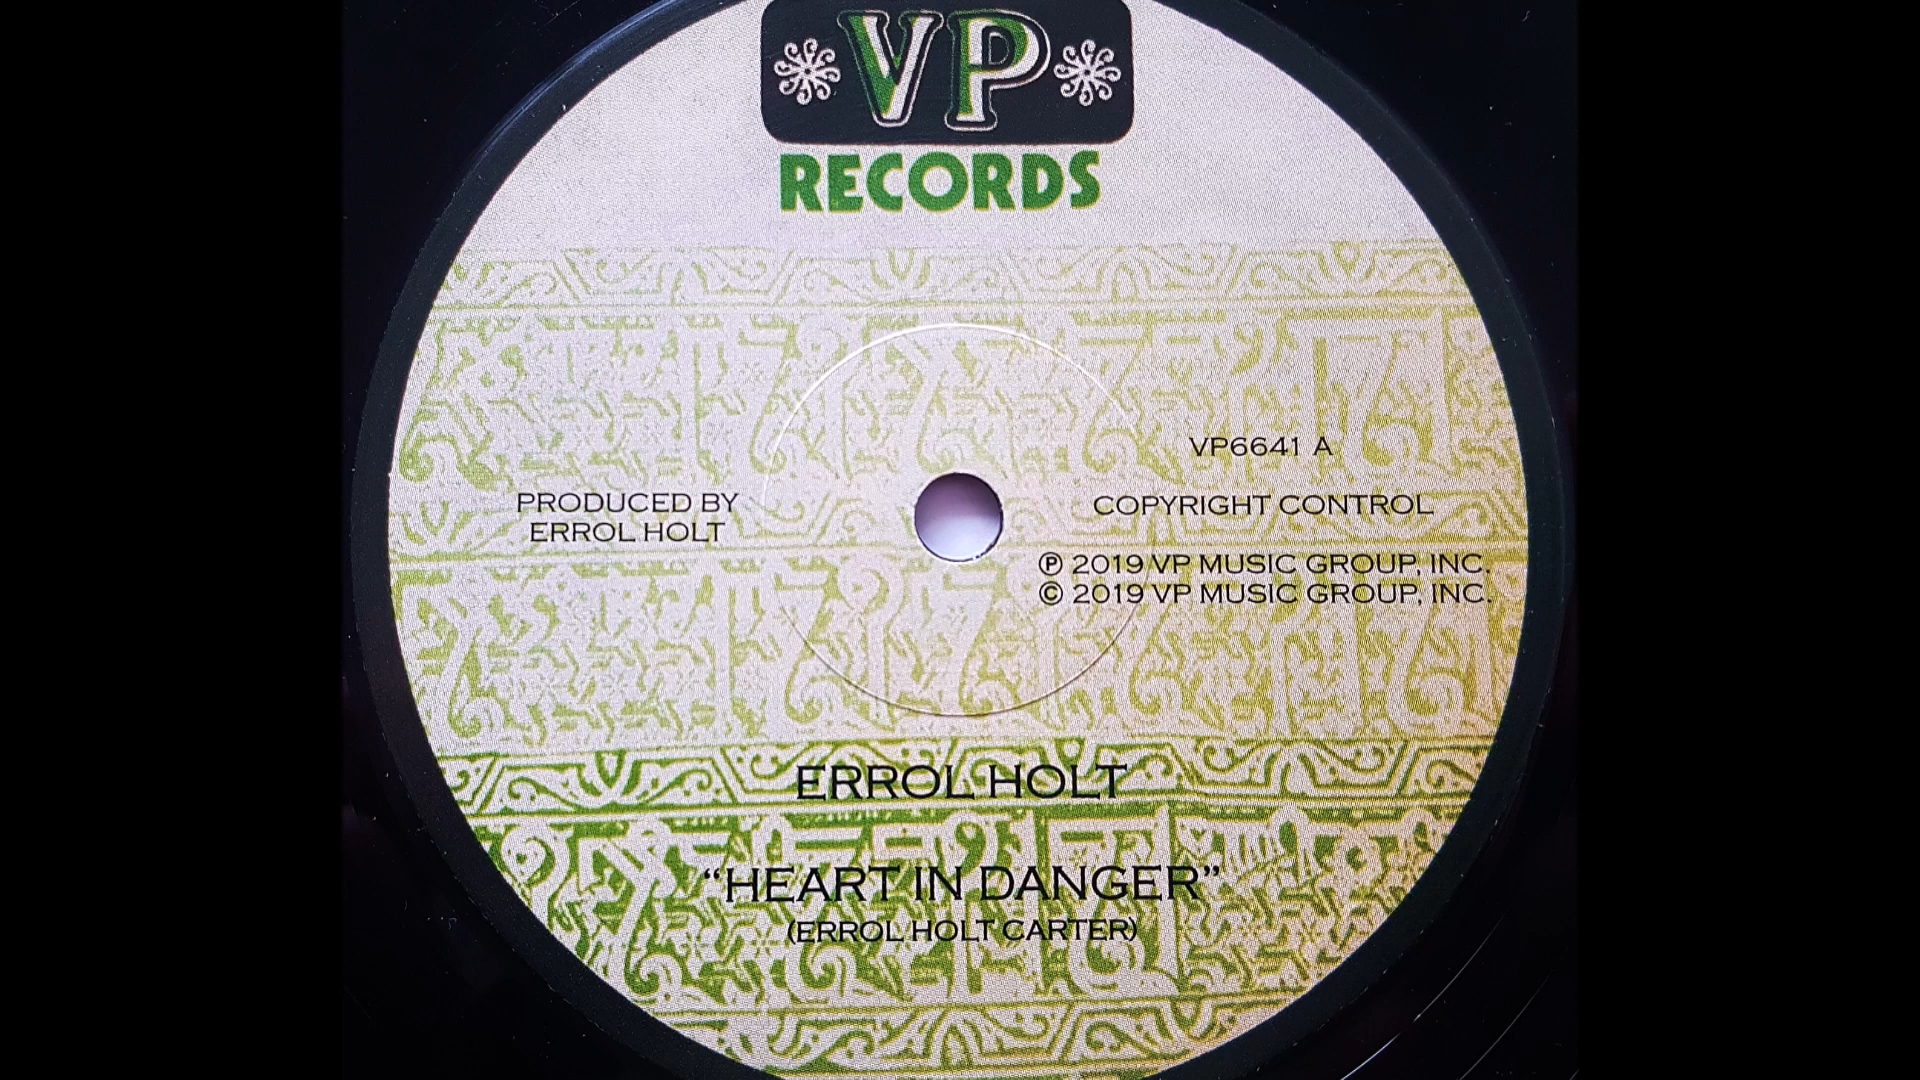 VP
RECORDS
VP6641 A
PRODUCED BY
ERROL HOLT
COPYRIGHT CONTROL
℗ 2019 VP MUSIC GROUP, INC.
© 2019 VP MUSIC GROUP, INC.
ERROL HOLT
“HEART IN DANGER”
(ERROL HOLT CARTER)